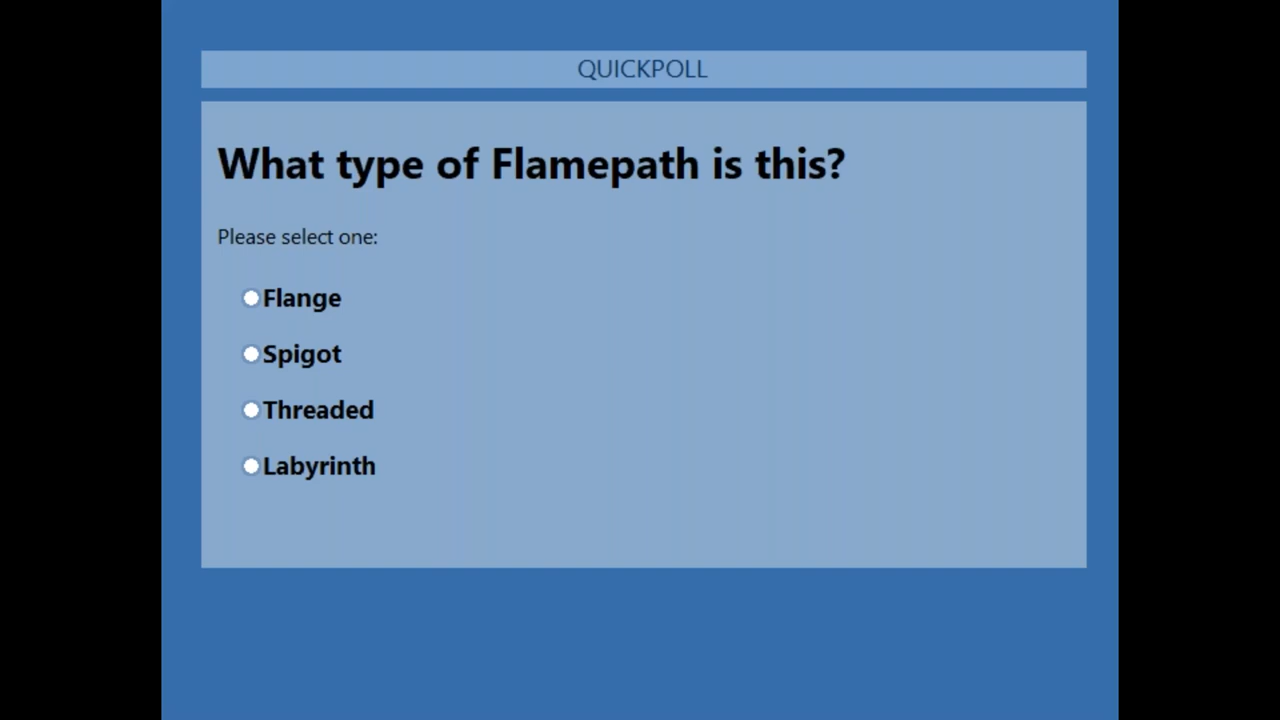 QUICKPOLL
What type of Flamepath is this?
Please select one:
Flange
Spigot
Threaded
Labyrinth